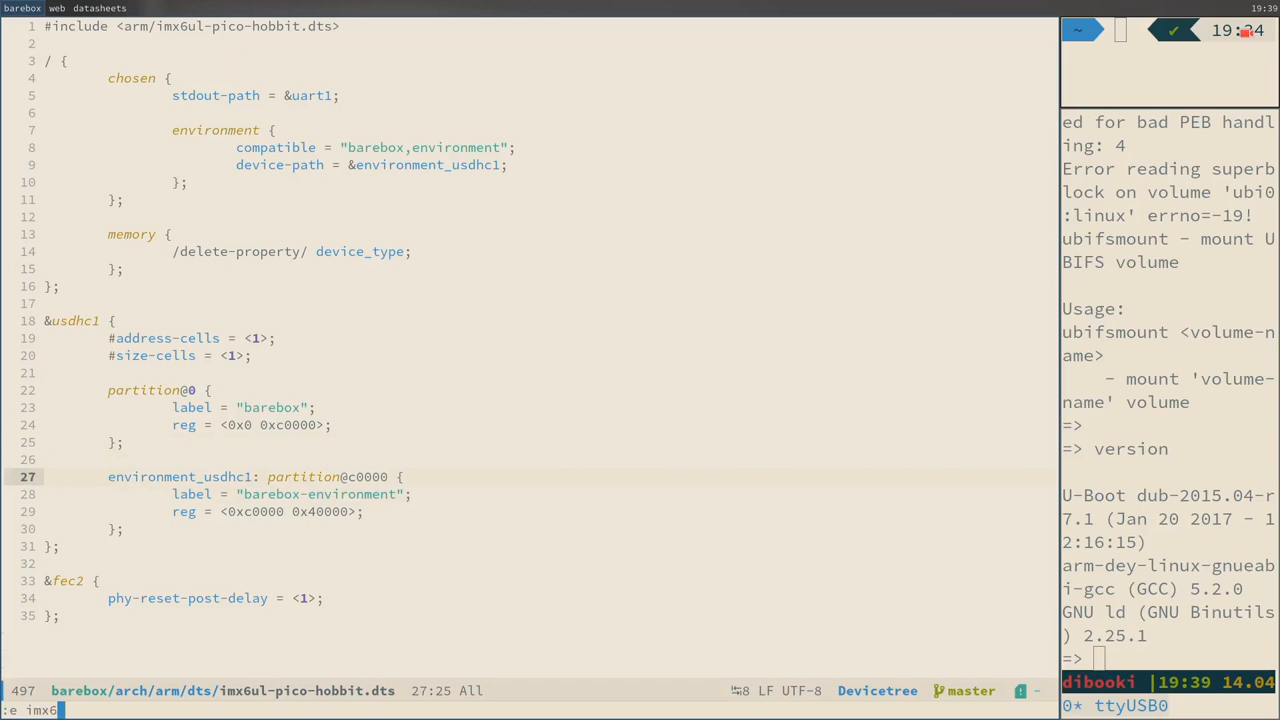 barebox web datasheets 19:39
1 #include <arm/imx6ul-pico-hobbit.dts>
2
3 / {
4 chosen {
5 stdout-path = &uart1;
6
7 environment {
8 compatible = "barebox,environment";
9 device-path = &environment_usdhc1;
10 };
11 };
12
13 memory {
14 /delete-property/ device_type;
15 };
16 };
17
18 &usdhc1 {
19 #address-cells = <1>;
20 #size-cells = <1>;
21
22 partition@0 {
23 label = "barebox";
24 reg = <0x0 0xc0000>;
25 };
26
27 environment_usdhc1: partition@c0000 {
28 label = "barebox-environment";
29 reg = <0xc0000 0x40000>;
30 };
31 };
32
33 &fec2 {
34 phy-reset-post-delay = <1>;
35 };
497 barebox/arch/arm/dts/imx6ul-pico-hobbit.dts 27:25 All 8 LF UTF-8 Devicetree master
:e imx6
~ ✔ 19:34
ed for bad PEB handl
ing: 4
Error reading superb
lock on volume 'ubi0
:linux' errno=-19!
ubifsmount - mount U
BIFS volume
Usage:
ubifsmount <volume-n
ame>
- mount 'volume-
name' volume
=>
=> version
U-Boot dub-2015.04-r
7.1 (Jan 20 2017 - 1
2:16:15)
arm-dey-linux-gnueab
i-gcc (GCC) 5.2.0
GNU ld (GNU Binutils
) 2.25.1
=>
dibooki |19:39 14.04
0* ttyUSB0